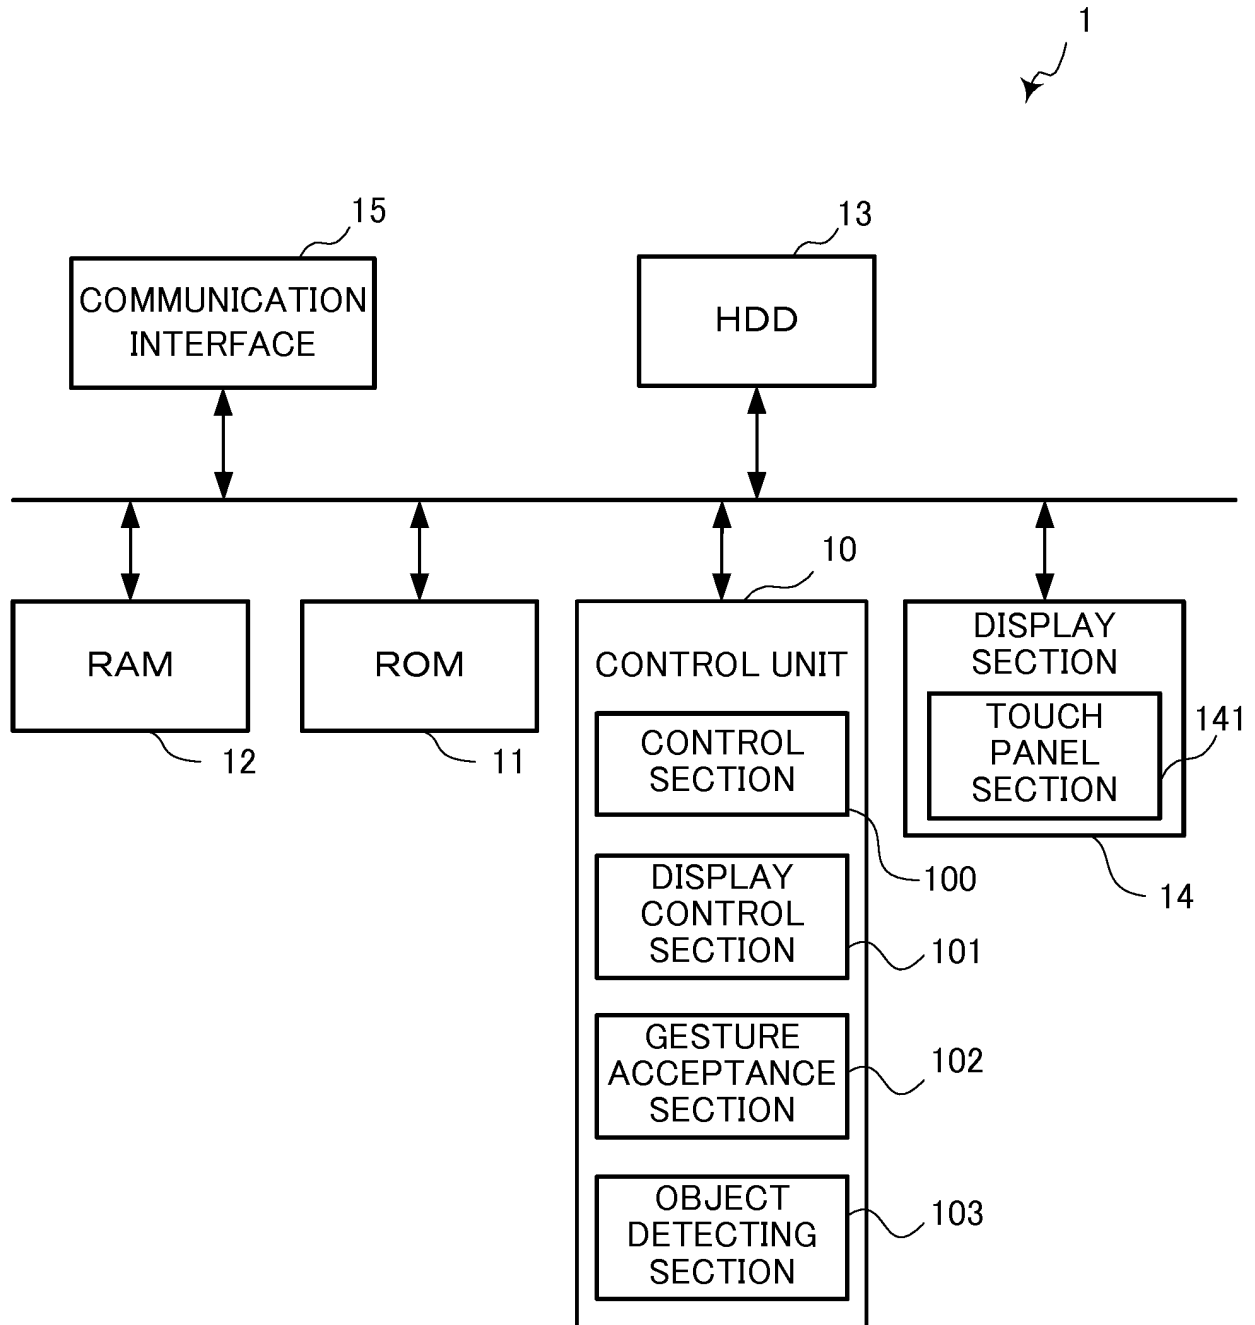 1
15
13
COMMUNICATION
INTERFACE
HDD
10
RAM
ROM
CONTROL UNIT
DISPLAY
SECTION
12
11
CONTROL
SECTION
TOUCH
PANEL
SECTION
141
100
14
DISPLAY
CONTROL
SECTION
101
GESTURE
ACCEPTANCE
SECTION
102
OBJECT
DETECTING
SECTION
103